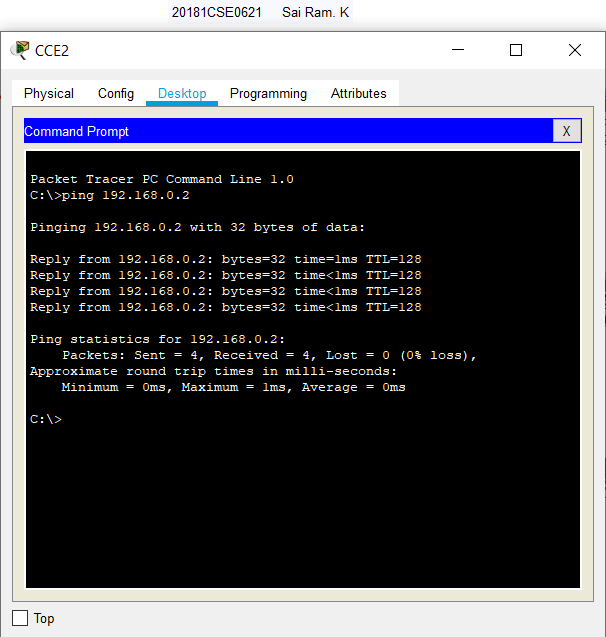 20181CSE0621 Sai Ram. K
CCE2
Physical Config Desktop Programming Attributes
Command Prompt X
Packet Tracer PC Command Line 1.0
C:\>ping 192.168.0.2
Pinging 192.168.0.2 with 32 bytes of data:
Reply from 192.168.0.2: bytes=32 time=1ms TTL=128
Reply from 192.168.0.2: bytes=32 time<1ms TTL=128
Reply from 192.168.0.2: bytes=32 time<1ms TTL=128
Reply from 192.168.0.2: bytes=32 time<1ms TTL=128
Ping statistics for 192.168.0.2:
Packets: Sent = 4, Received = 4, Lost = 0 (0% loss),
Approximate round trip times in milli-seconds:
Minimum = 0ms, Maximum = 1ms, Average = 0ms
C:\>
Top